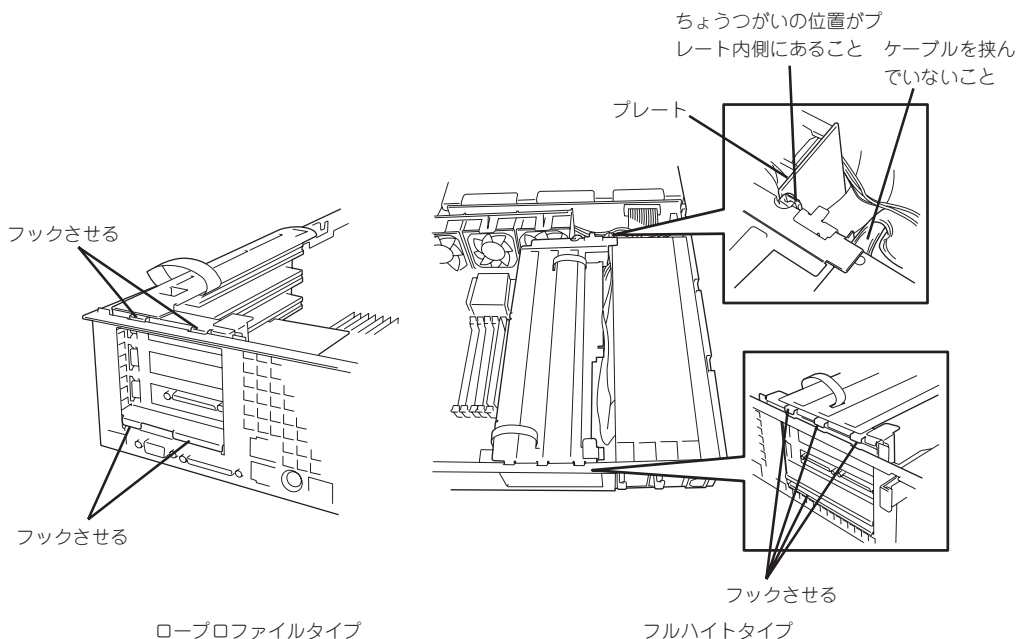 ちょうつがいの位置がプ
レート内側にあること
ケーブルを挟ん
でいないこと
プレート
フックさせる
フックさせる
フックさせる
ロープロファイルタイプ
フルハイトタイプ